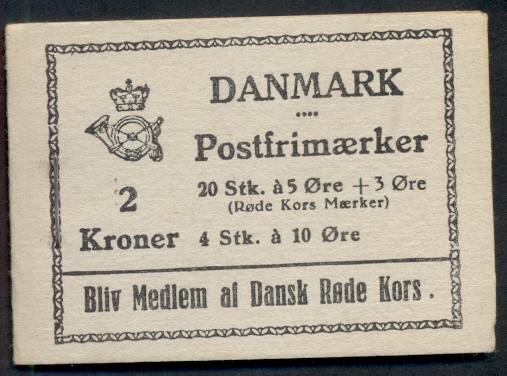 DANMARK
Postfrimærker
2
Kroner
20 Stk. à 5 Øre + 3 Øre
(Røde Kors Mærker)
4 Stk. à 10 Øre
Bliv Medlem af Dansk Røde Kors.